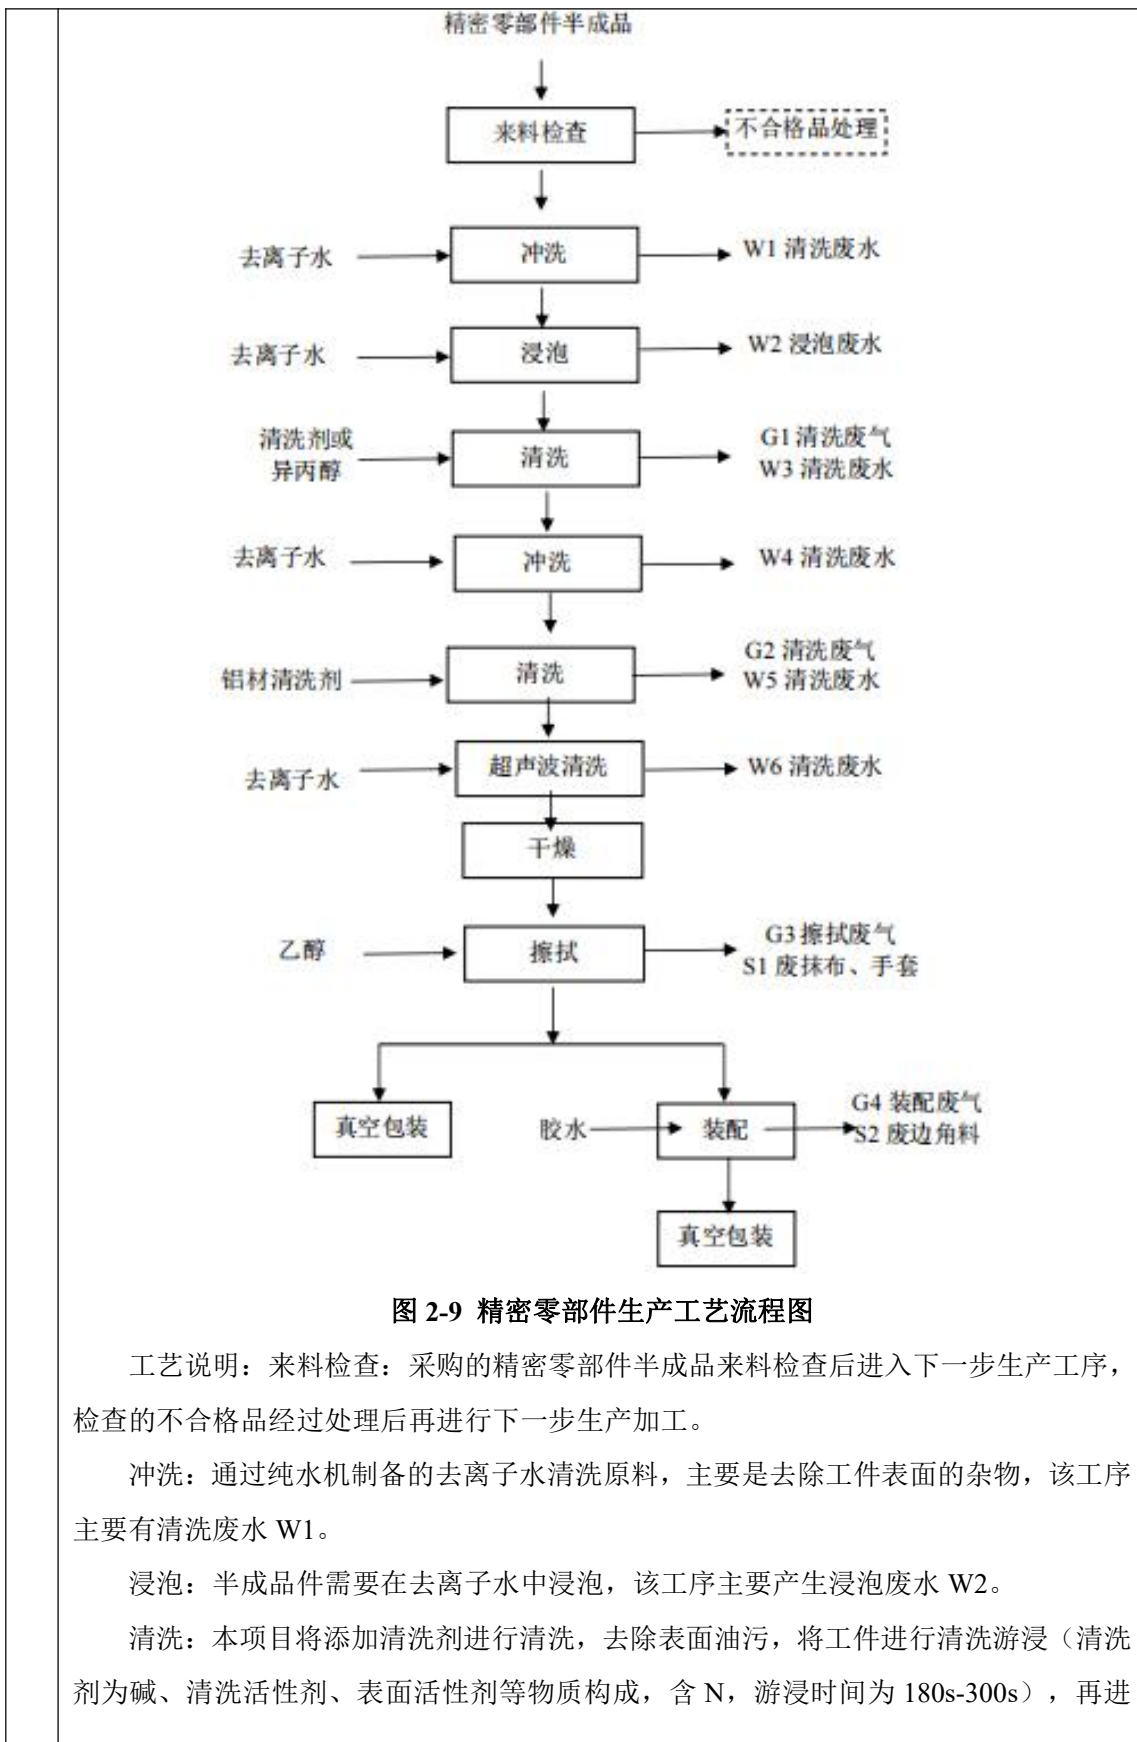 精密零部件半成品
来料检查
不合格品处理
去离子水
冲洗
W1 清洗废水
去离子水
浸泡
W2 浸泡废水
清洗剂或
异丙醇
清洗
G1 清洗废气
W3 清洗废水
去离子水
冲洗
W4 清洗废水
铝材清洗剂
清洗
G2 清洗废气
W5 清洗废水
去离子水
超声波清洗
W6 清洗废水
干燥
乙醇
擦拭
G3 擦拭废气
S1 废抹布、手套
真空包装
胶水
装配
G4 装配废气
S2 废边角料
真空包装
图 2-9 精密零部件生产工艺流程图
工艺说明：来料检查：采购的精密零部件半成品来料检查后进入下一步生产工序，
检查的不合格品经过处理后再进行下一步生产加工。
冲洗：通过纯水机制备的去离子水清洗原料，主要是去除工件表面的杂物，该工序
主要有清洗废水 W1。
浸泡：半成品件需要在去离子水中浸泡，该工序主要产生浸泡废水 W2。
清洗：本项目将添加清洗剂进行清洗，去除表面油污，将工件进行清洗游浸（清洗
剂为碱、清洗活性剂、表面活性剂等物质构成，含 N，游浸时间为 180s-300s），再进